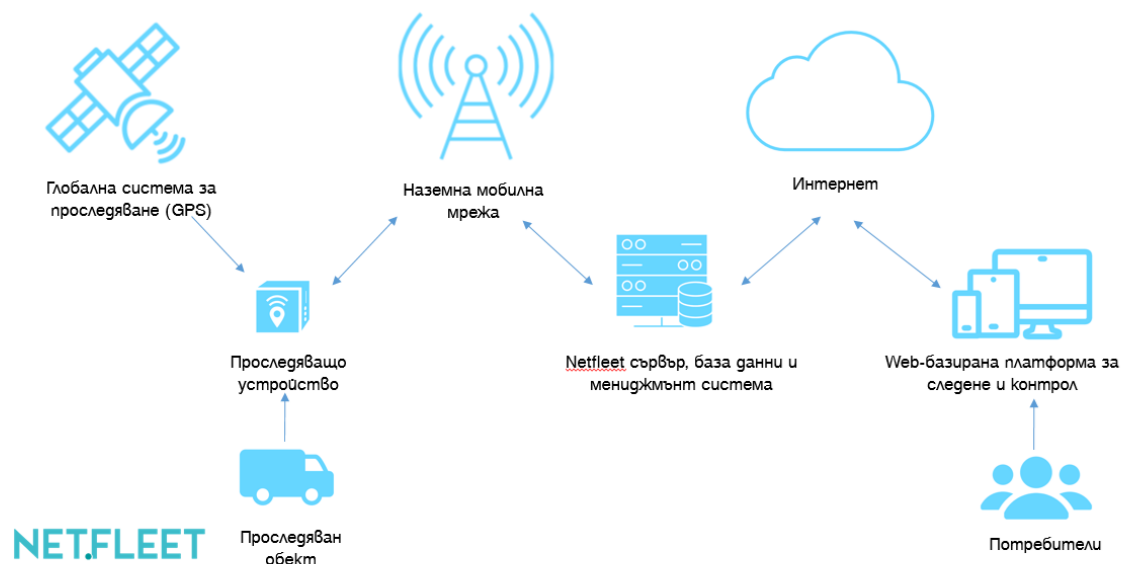 Глобална система за
проследяване (GPS)
Наземна мобилна
мрежа
Интернет
Проследяващо
устройство
Netfleet сървър, база данни и
мениджмънт система
Web-базирана платформа за
следене и контрол
Проследяван
обект
Потребители
NET.FLEET